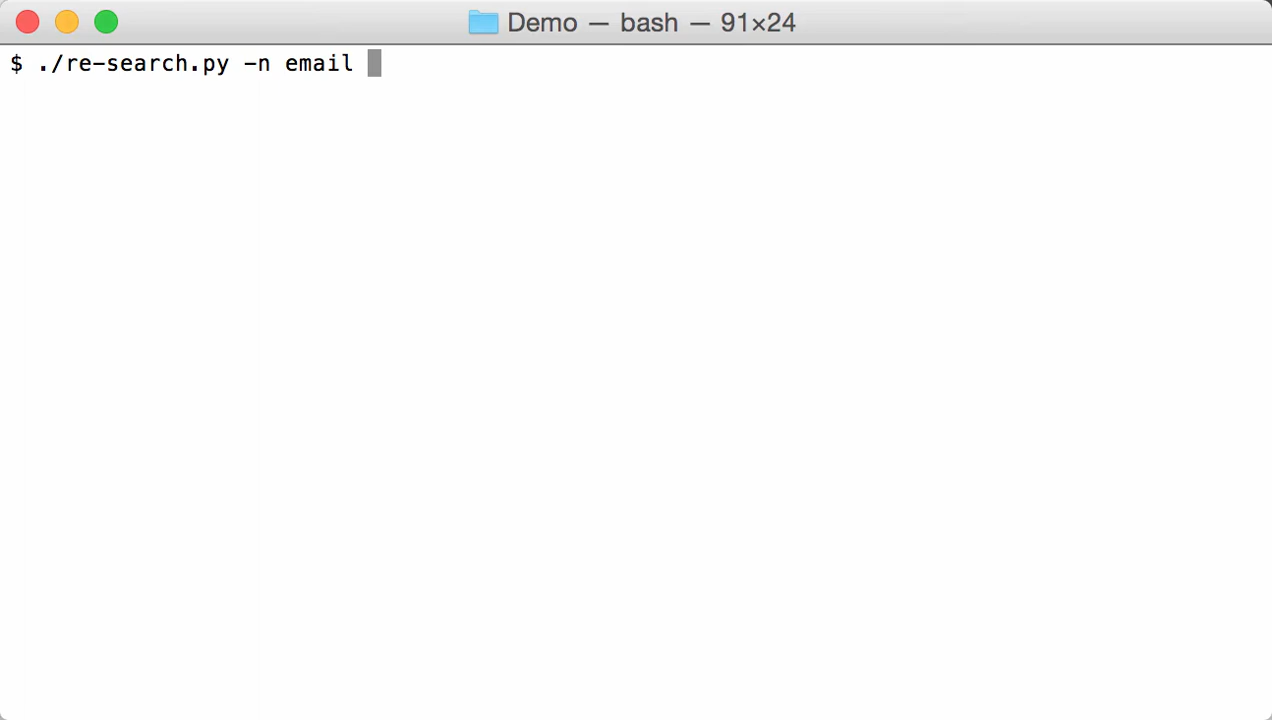 Demo — bash — 91×24
$ ./re-search.py -n email